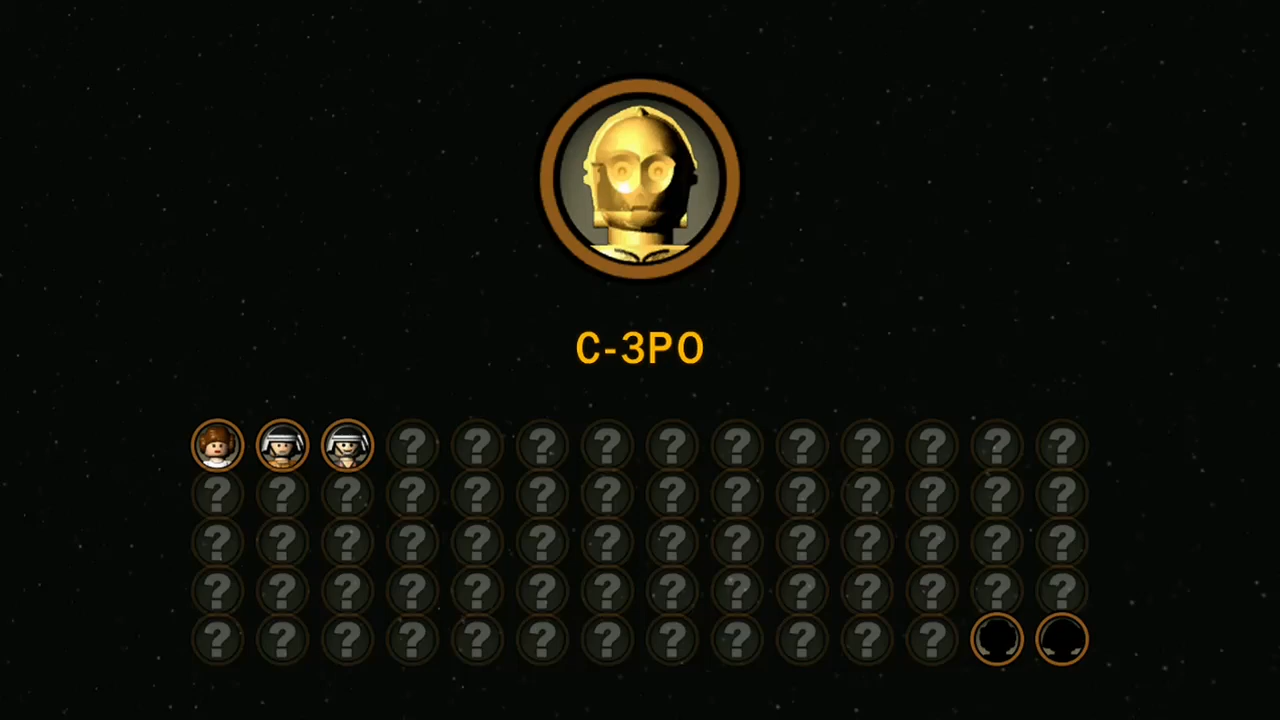 C-3PO
? ? ? ? ? ? ? ? ? ? ?
? ? ? ? ? ? ? ? ? ? ? ? ? ?
? ? ? ? ? ? ? ? ? ? ? ? ? ?
? ? ? ? ? ? ? ? ? ? ? ? ? ?
? ? ? ? ? ? ? ? ? ? ? ?